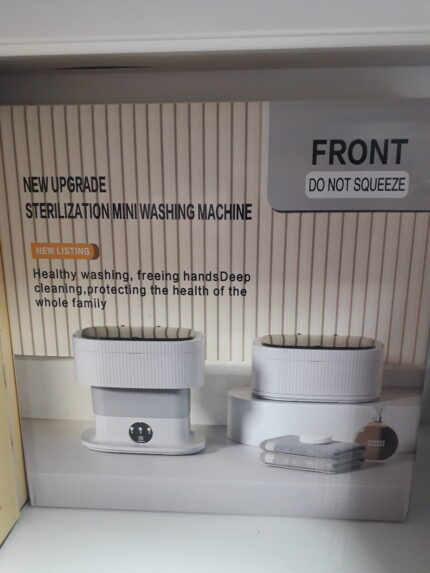 FRONT
DO NOT SQUEEZE
NEW UPGRADE
STERILIZATION MINI WASHING MACHINE
NEW LISTING
Healthy washing, freeing handsDeep
cleaning,protecting the health of the
whole family